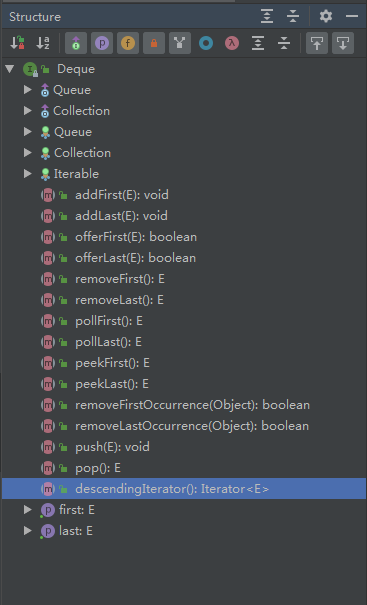 Structure
Deque
Queue
Collection
Queue
Collection
Iterable
addFirst(E): void
addLast(E): void
offerFirst(E): boolean
offerLast(E): boolean
removeFirst(): E
removeLast(): E
pollFirst(): E
pollLast(): E
peekFirst(): E
peekLast(): E
removeFirstOccurrence(Object): boolean
removeLastOccurrence(Object): boolean
push(E): void
pop(): E
descendingIterator(): Iterator<E>
first: E
last: E